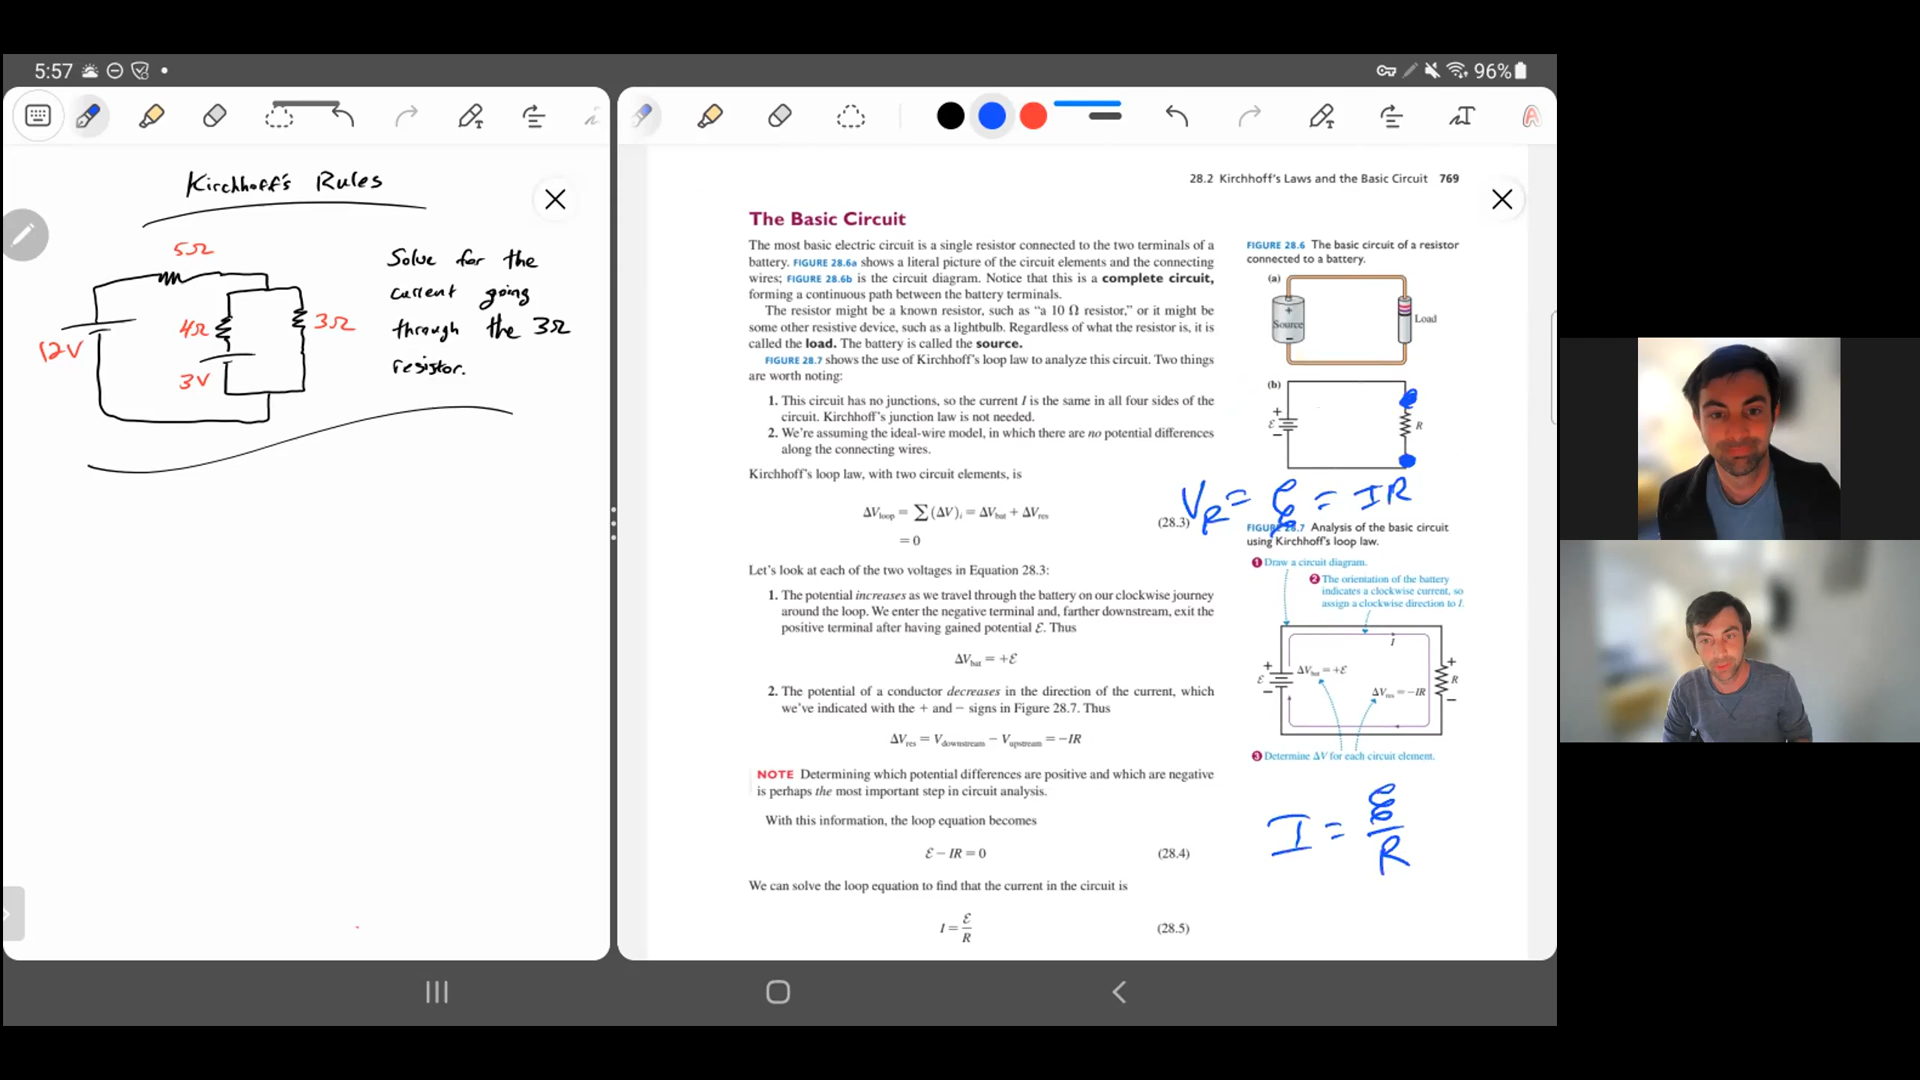 5:57
96%
Kirchhoff's Rules
5Ω
4Ω
3Ω
12V
3V
Solve for the
current going
through the 3Ω
resistor.
28.2 Kirchhoff's Laws and the Basic Circuit 769
The Basic Circuit
The most basic electric circuit is a single resistor connected to the two terminals of a
battery. FIGURE 28.6a shows a literal picture of the circuit elements and the connecting
wires; FIGURE 28.6b is the circuit diagram. Notice that this is a complete circuit,
forming a continuous path between the battery terminals.
The resistor might be a known resistor, such as "a 10 Ω resistor," or it might be
some other resistive device, such as a lightbulb. Regardless of what the resistor is, it is
called the load. The battery is called the source.
FIGURE 28.7 shows the use of Kirchhoff's loop law to analyze this circuit. Two things
are worth noting:
1. This circuit has no junctions, so the current I is the same in all four sides of the
circuit. Kirchhoff's junction law is not needed.
2. We're assuming the ideal-wire model, in which there are no potential differences
along the connecting wires.
Kirchhoff's loop law, with two circuit elements, is
ΔVloop = ∑(ΔV)i = ΔVbat + ΔVres
= 0
(28.3)
Let's look at each of the two voltages in Equation 28.3:
1. The potential increases as we travel through the battery on our clockwise journey
around the loop. We enter the negative terminal and, farther downstream, exit the
positive terminal after having gained potential ℰ. Thus
ΔVbat = +ℰ
2. The potential of a conductor decreases in the direction of the current, which
we've indicated with the + and − signs in Figure 28.7. Thus
ΔVres = Vdownstream − Vupstream = −IR
NOTE Determining which potential differences are positive and which are negative
is perhaps the most important step in circuit analysis.
With this information, the loop equation becomes
ℰ − IR = 0 (28.4)
We can solve the loop equation to find that the current in the circuit is
I = ℰ/R (28.5)
FIGURE 28.6 The basic circuit of a resistor
connected to a battery.
(a)
+
Source
−
Load
(b)
+
ℰ
−
R
VR = ℰ = IR
FIGURE 28.7 Analysis of the basic circuit
using Kirchhoff's loop law.
1 Draw a circuit diagram.
2 The orientation of the battery
indicates a clockwise current, so
assign a clockwise direction to I.
I
+
ℰ
−
ΔVbat = +ℰ
ΔVres = −IR
+
R
−
3 Determine ΔV for each circuit element.
I = ℰ/R